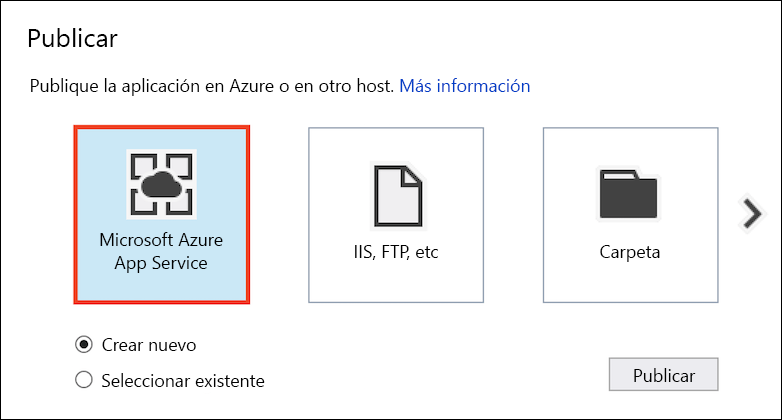 Publicar
Publique la aplicación en Azure o en otro host. Más información
Microsoft Azure
App Service
IIS, FTP, etc
Carpeta
Crear nuevo
Seleccionar existente
Publicar